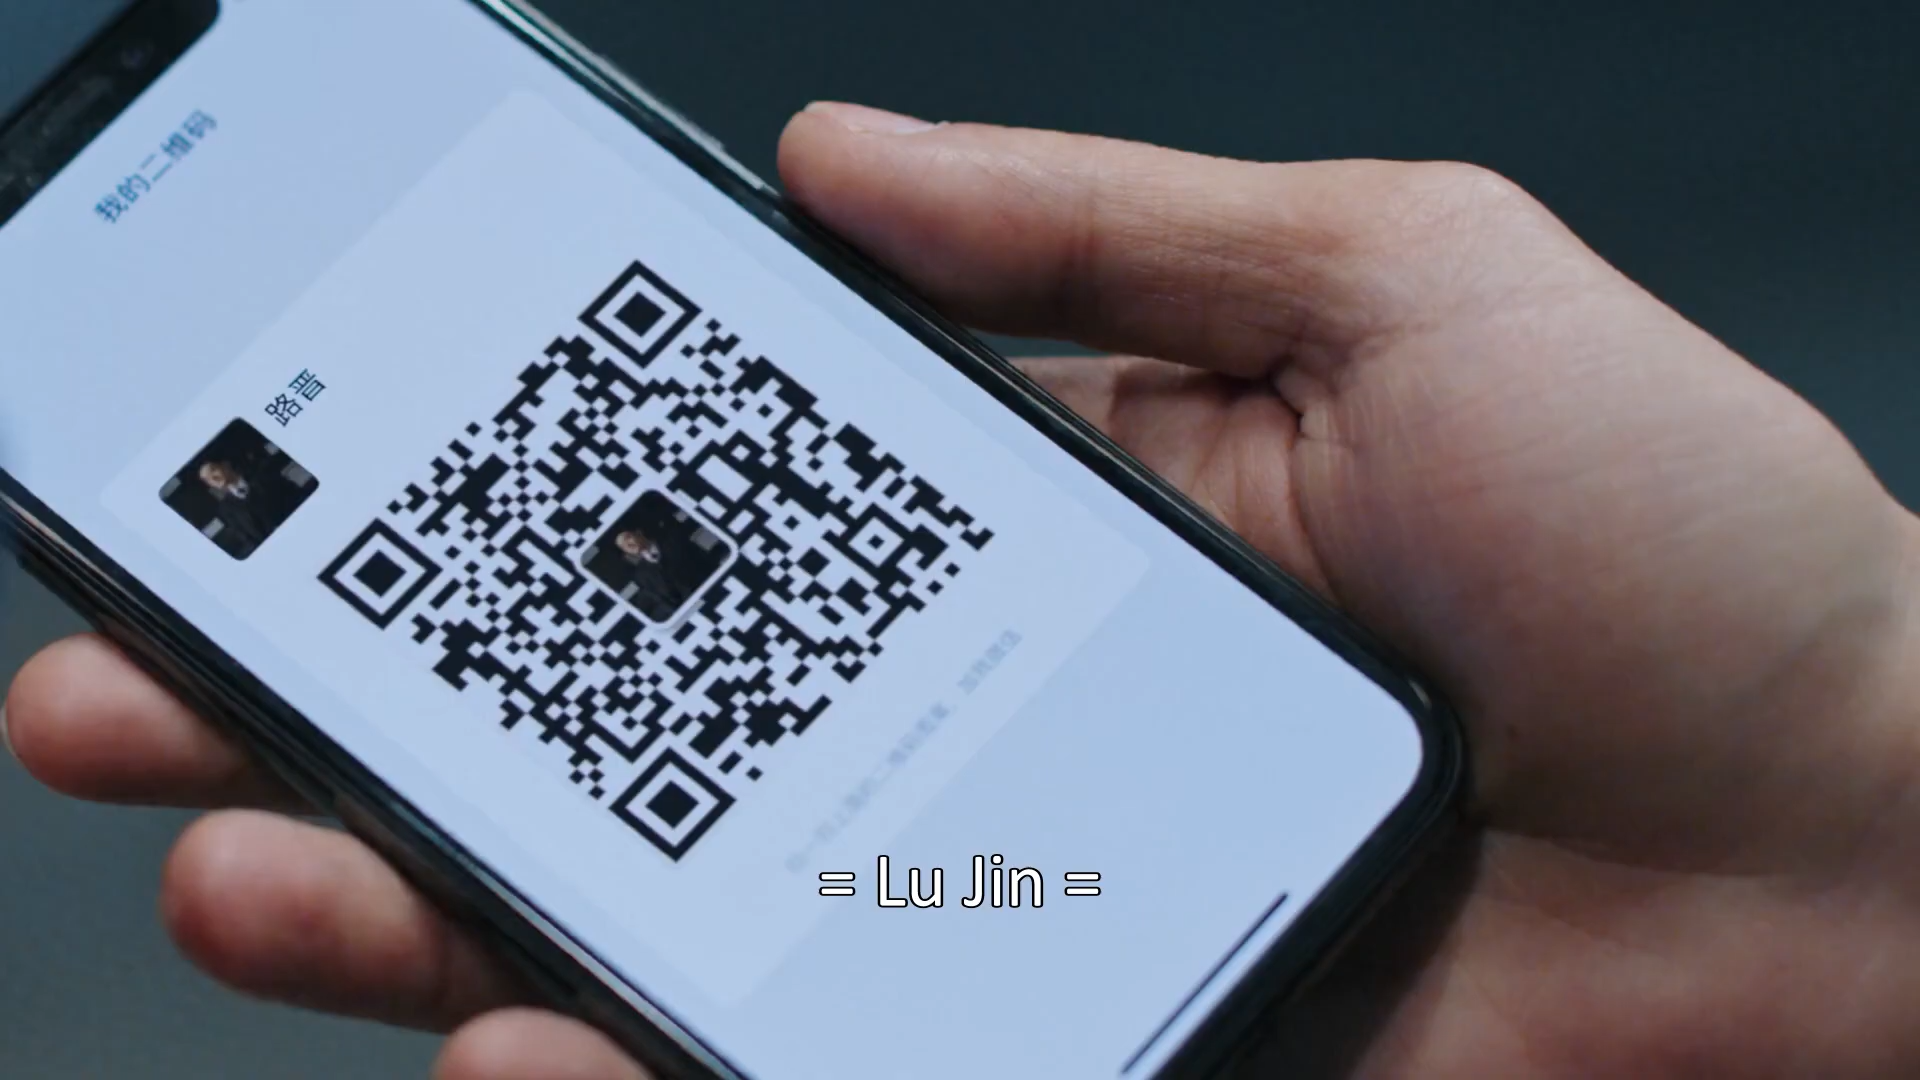 我的二维码
路晋
= Lu Jin =